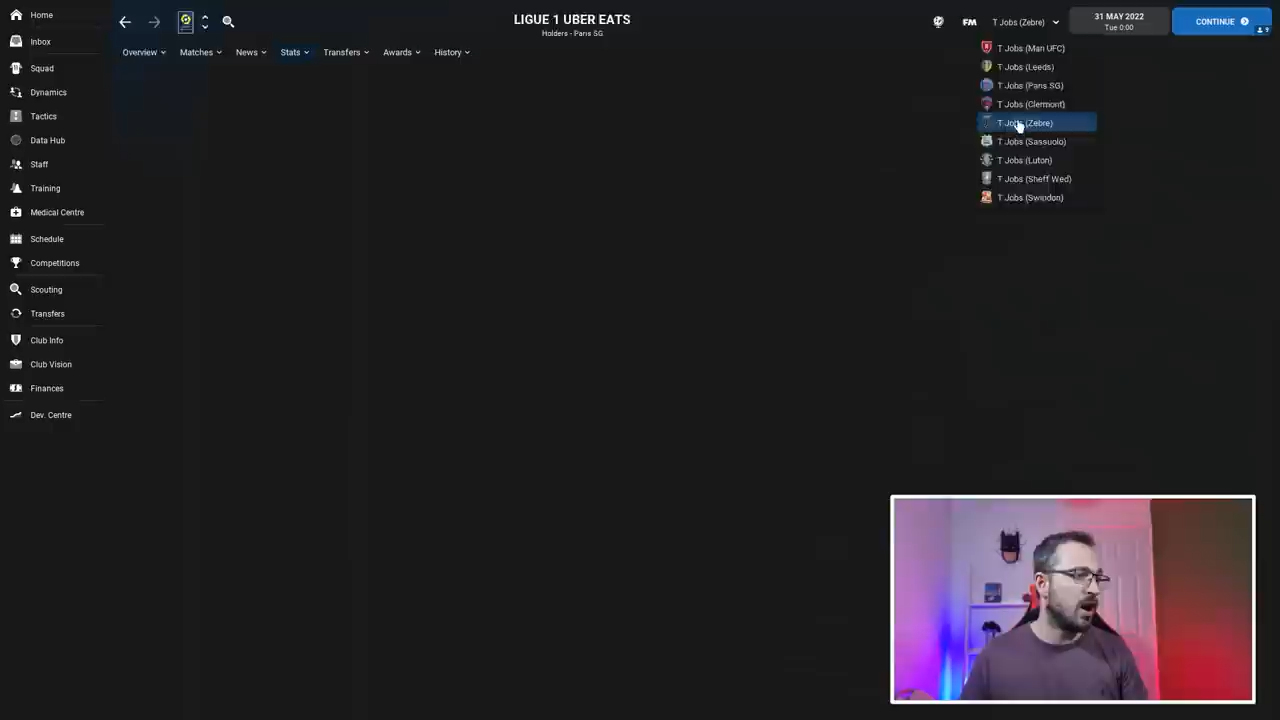 Home
Inbox
Squad
Dynamics
Tactics
Data Hub
Staff
Training
Medical Centre
Schedule
Competitions
Scouting
Transfers
Club Info
Club Vision
Finances
Dev. Centre
LIGUE 1 UBER EATS
Holders - Paris SG
Overview
Matches
News
Stats
Transfers
Awards
History
FM
T Jobs (Zebre)
31 MAY 2022
Tue 0:00
CONTINUE
9
T Jobs (Man UFC)
T Jobs (Leeds)
T Jobs (Paris SG)
T Jobs (Clermont)
T Jobs (Zebre)
T Jobs (Sassuolo)
T Jobs (Luton)
T Jobs (Sheff Wed)
T Jobs (Swindon)